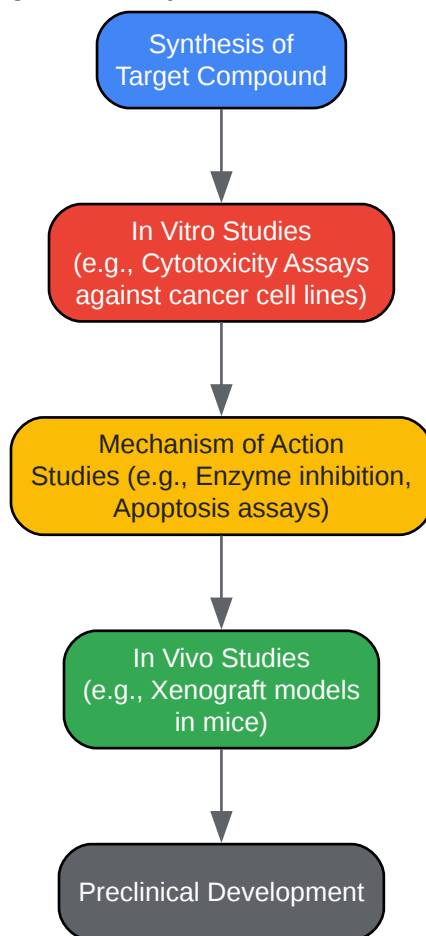 Synthesis of
Target Compound
In Vitro Studies
(e.g., Cytotoxicity Assays
against cancer cell lines)
Mechanism of Action
Studies (e.g., Enzyme inhibition,
Apoptosis assays)
In Vivo Studies
(e.g., Xenograft models
in mice)
Preclinical Development